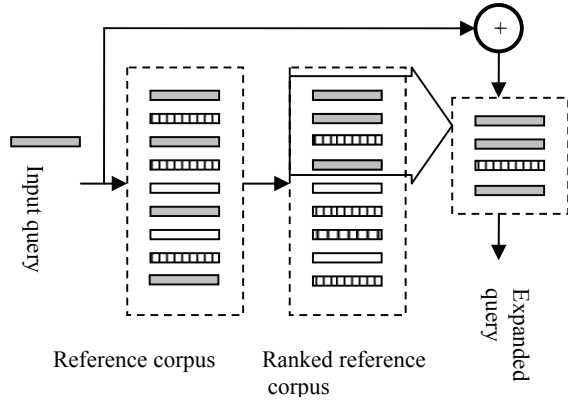 +
Input query
Expanded
query
Reference corpus
Ranked reference
corpus